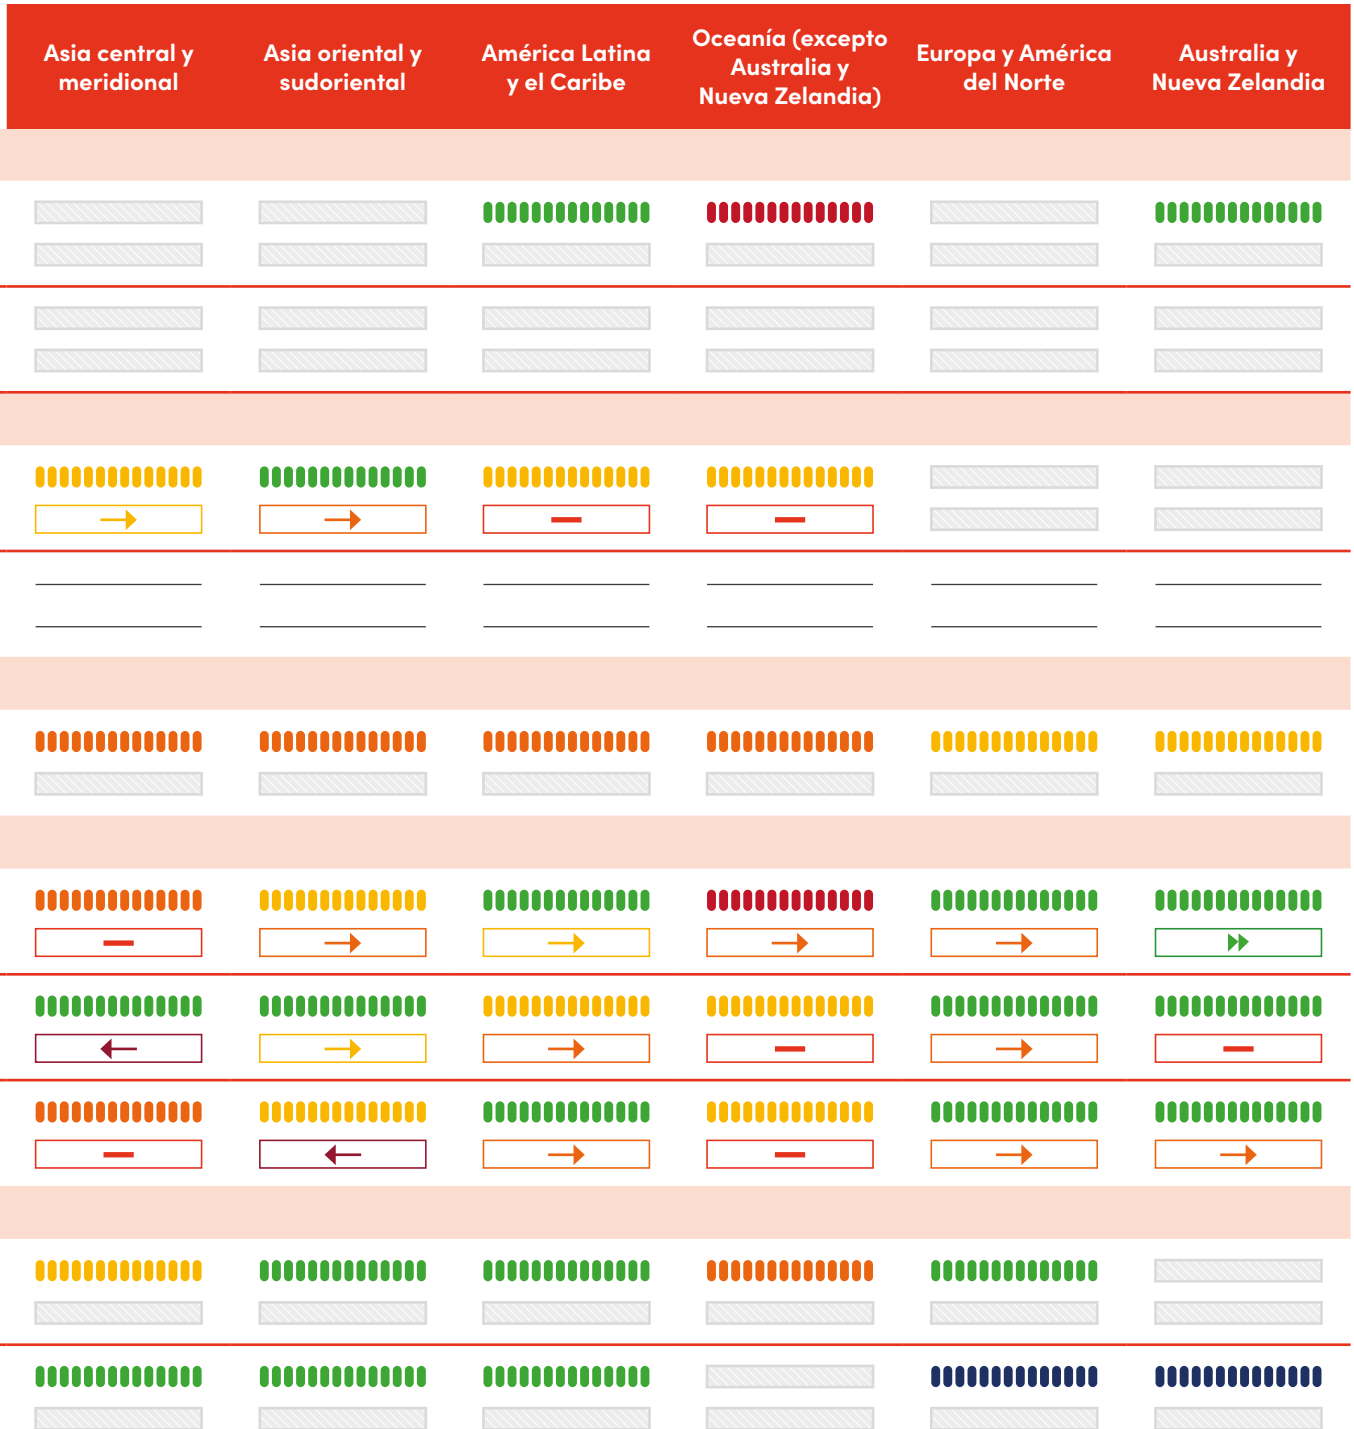 Asia central y
meridional
Asia oriental y
sudoriental
América Latina
y el Caribe
Oceanía (excepto
Australia y
Nueva Zelandia)
Europa y América
del Norte
Australia y
Nueva Zelandia